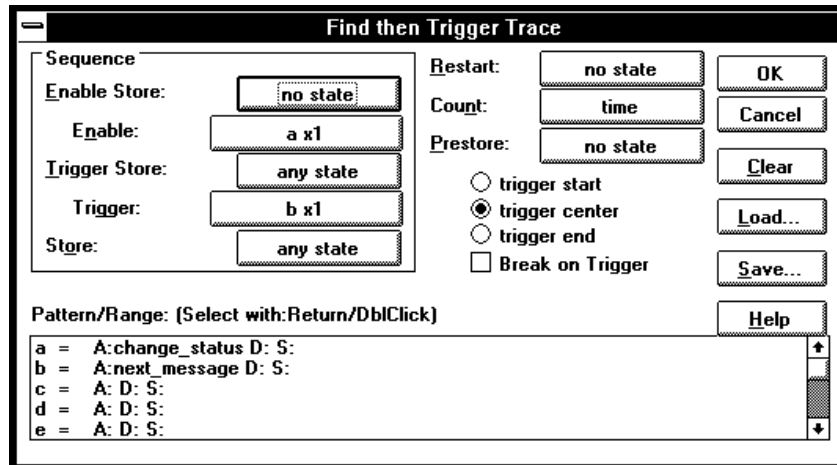 Find then Trigger Trace
Sequence
Enable Store: no state
Enable: a x1
Trigger Store: any state
Trigger: b x1
Store: any state
Restart: no state
Count: time
Prestore: no state
trigger start
trigger center
trigger end
Break on Trigger
OK
Cancel
Clear
Load...
Save...
Help
Pattern/Range: (Select with:Return/DblClick)
a = A:change_status D: S:
b = A:next_message D: S:
c = A: D: S:
d = A: D: S:
e = A: D: S: